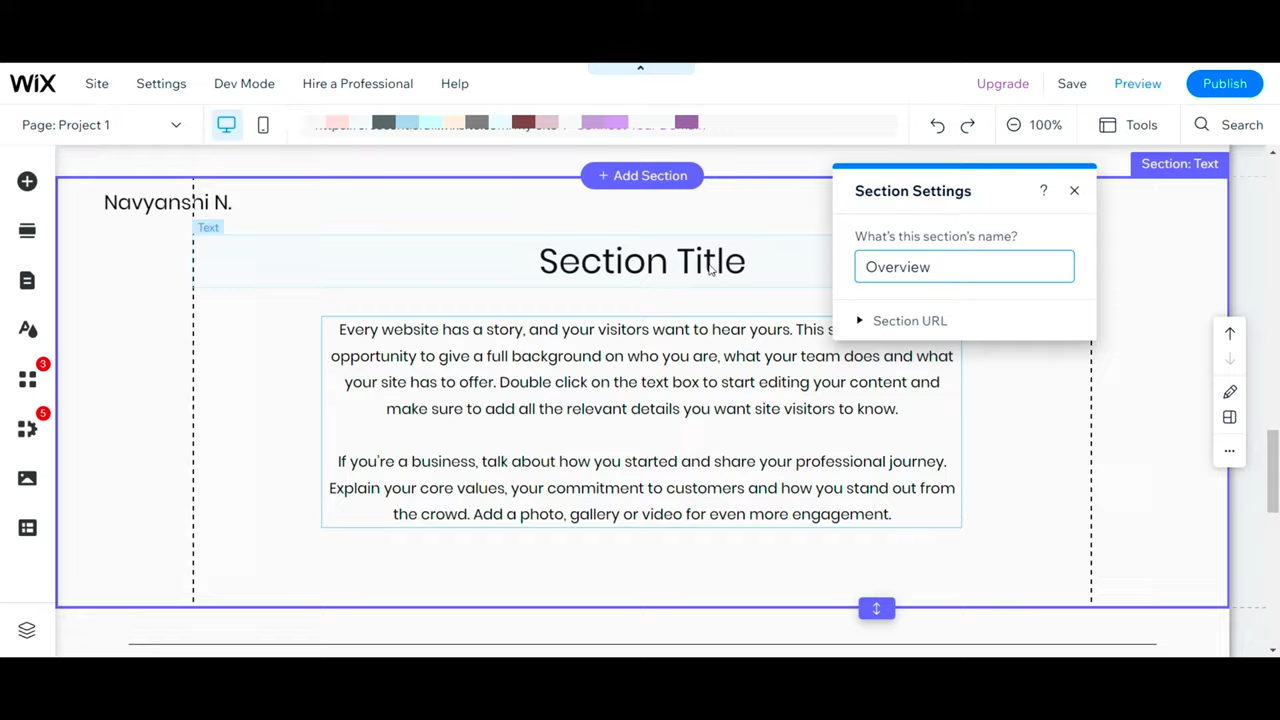 WiX
Site
Settings
Dev Mode
Hire a Professional
Help
Upgrade
Save
Preview
Publish
Page: Project 1
100%
Tools
Search
+ Add Section
Section: Text
Navyanshi N.
Text
Section Title
Section Settings
?
What's this section's name?
Overview
Section URL
Every website has a story, and your visitors want to hear yours. This
opportunity to give a full background on who you are, what your team does and what
your site has to offer. Double click on the text box to start editing your content and
make sure to add all the relevant details you want site visitors to know.
If you're a business, talk about how you started and share your professional journey.
Explain your core values, your commitment to customers and how you stand out from
the crowd. Add a photo, gallery or video for even more engagement.
3
5